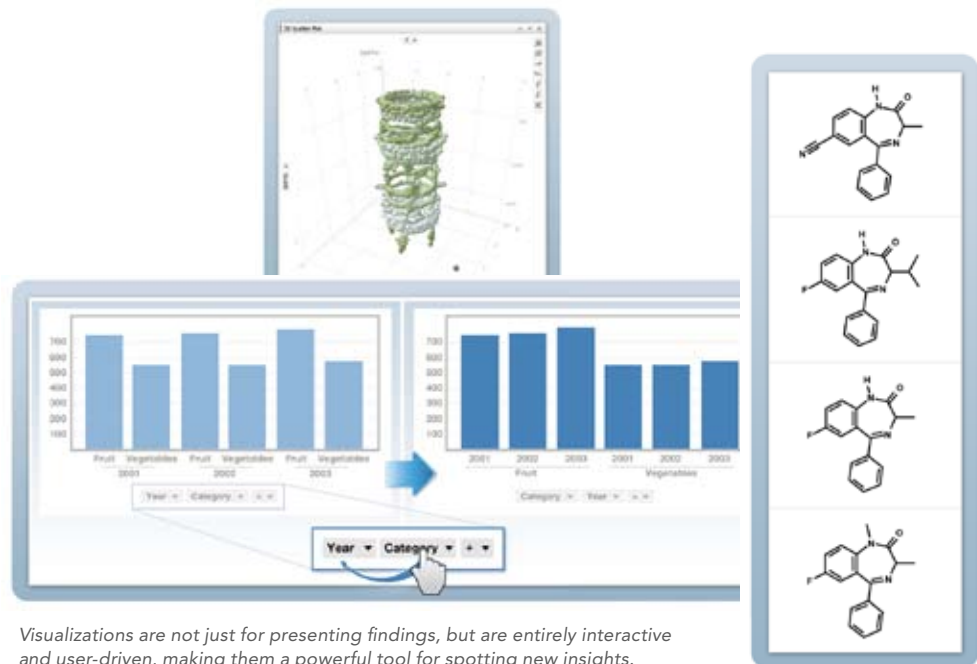 3D Scatter Plot
700
600
500
400
300
200
100
Fruit Vegetables Fruit Vegetables Fruit Vegetables
2001 2002 2003
Year Category +
700
600
500
400
300
200
100
2001 2002 2003 2001 2002 2003
Fruit Vegetables
Category Year +
Year Category +
H
N O
N
N
H
N O
F N
H
N O
F N
N O
F N
Visualizations are not just for presenting findings, but are entirely interactive
and user-driven, making them a powerful tool for spotting new insights.